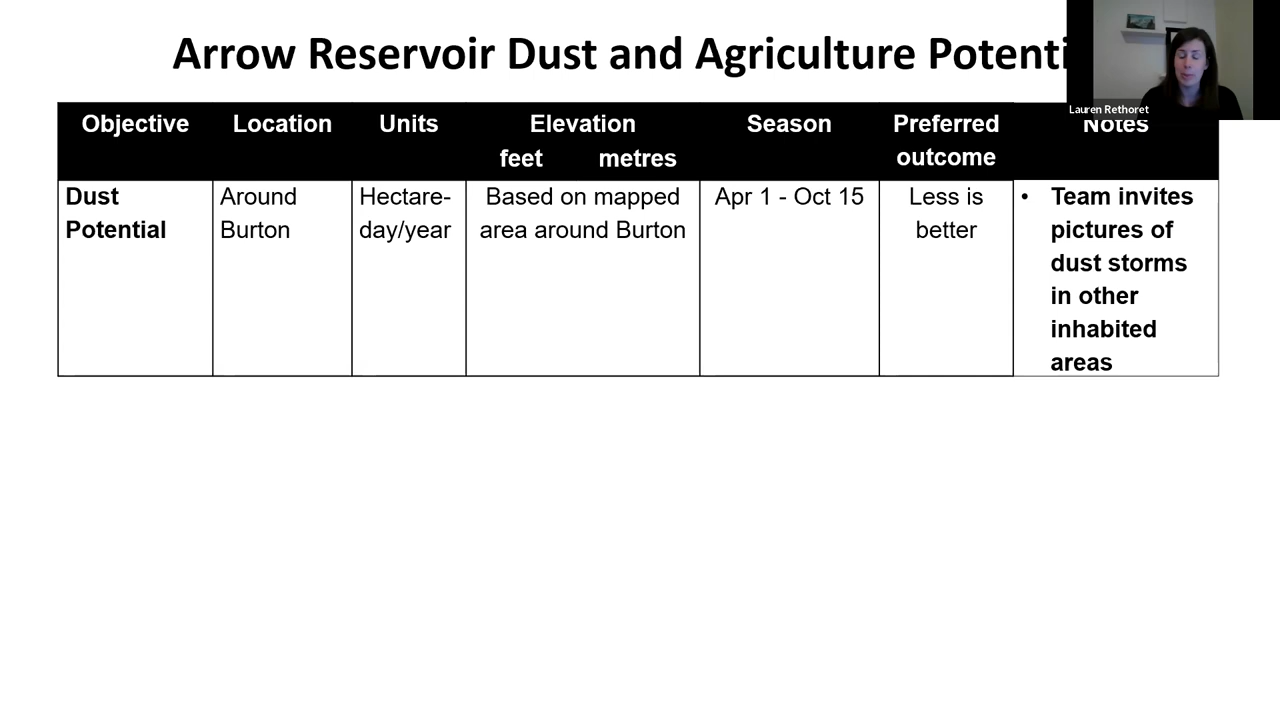 Arrow Reservoir Dust and Agriculture Potenti
Lauren Rethoret
Objective Location Units Elevation Season Preferred Notes
feet metres outcome
Dust Around Hectare- Based on mapped Apr 1 - Oct 15 Less is • Team invites
Potential Burton day/year area around Burton better pictures of
dust storms
in other
inhabited
areas